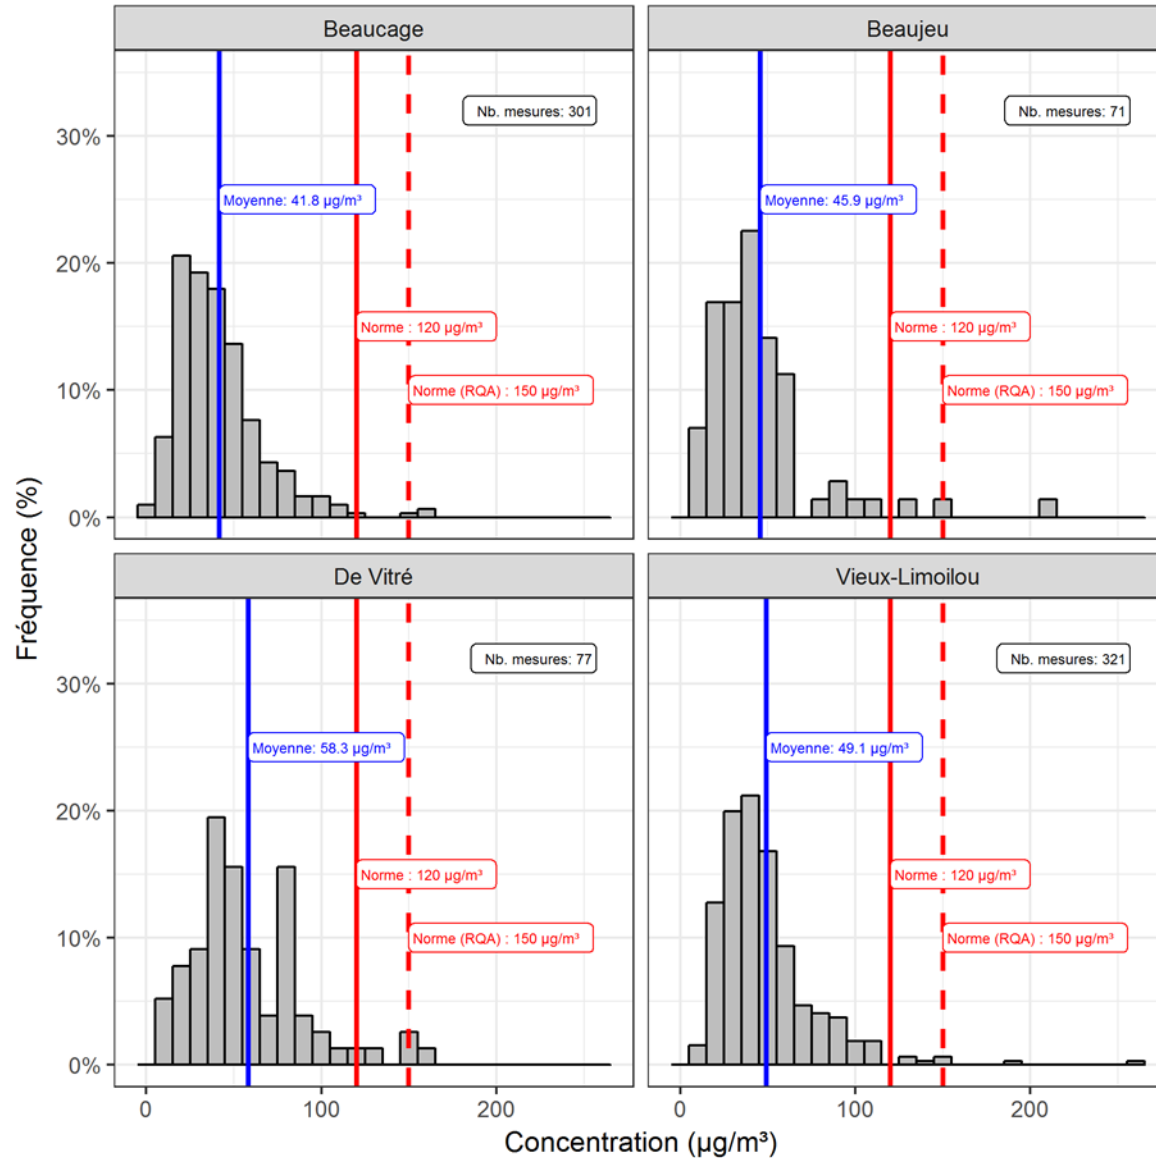 Beaucage
Beaujeu
Nb. mesures: 301
Nb. mesures: 71
30%
Moyenne: 41.8 µg/m³
Moyenne: 45.9 µg/m³
20%
Norme : 120 µg/m³
Norme : 120 µg/m³
10%
Norme (RQA) : 150 µg/m³
Norme (RQA) : 150 µg/m³
0%
De Vitré
Vieux-Limoilou
Fréquence (%)
Nb. mesures: 77
Nb. mesures: 321
30%
Moyenne: 58.3 µg/m³
Moyenne: 49.1 µg/m³
20%
Norme : 120 µg/m³
Norme : 120 µg/m³
10%
Norme (RQA) : 150 µg/m³
Norme (RQA) : 150 µg/m³
0%
0 100 200
0 100 200
Concentration (µg/m³)